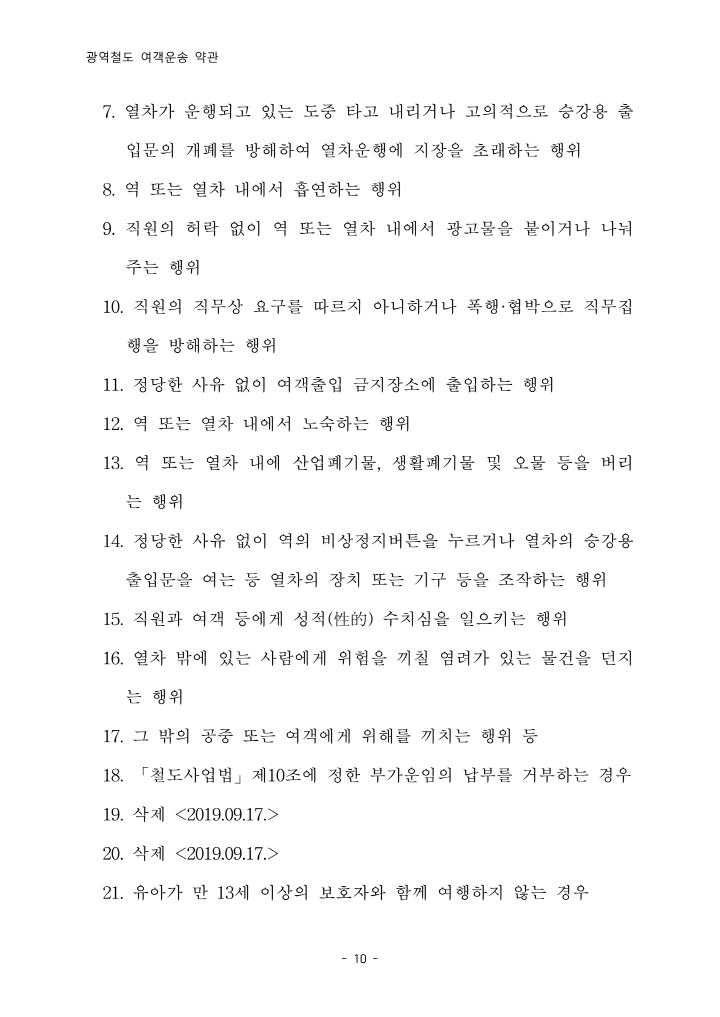 광역철도 여객운송 약관
7. 열차가 운행되고 있는 도중 타고 내리거나 고의적으로 승강용 출
입문의 개폐를 방해하여 열차운행에 지장을 초래하는 행위
8. 역 또는 열차 내에서 흡연하는 행위
9. 직원의 허락 없이 역 또는 열차 내에서 광고물을 붙이거나 나눠
주는 행위
10. 직원의 직무상 요구를 따르지 아니하거나 폭행·협박으로 직무집
행을 방해하는 행위
11. 정당한 사유 없이 여객출입 금지장소에 출입하는 행위
12. 역 또는 열차 내에서 노숙하는 행위
13. 역 또는 열차 내에 산업폐기물, 생활폐기물 및 오물 등을 버리
는 행위
14. 정당한 사유 없이 역의 비상정지버튼을 누르거나 열차의 승강용
출입문을 여는 등 열차의 장치 또는 기구 등을 조작하는 행위
15. 직원과 여객 등에게 성적(性的) 수치심을 일으키는 행위
16. 열차 밖에 있는 사람에게 위험을 끼칠 염려가 있는 물건을 던지
는 행위
17. 그 밖의 공중 또는 여객에게 위해를 끼치는 행위 등
18. 「철도사업법」제10조에 정한 부가운임의 납부를 거부하는 경우
19. 삭제 <2019.09.17.>
20. 삭제 <2019.09.17.>
21. 유아가 만 13세 이상의 보호자와 함께 여행하지 않는 경우
- 10 -